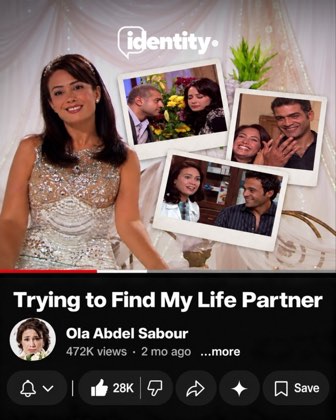 identity.
Trying to Find My Life Partner
Ola Abdel Sabour
472K views · 2 mo ago ...more
28K
Save